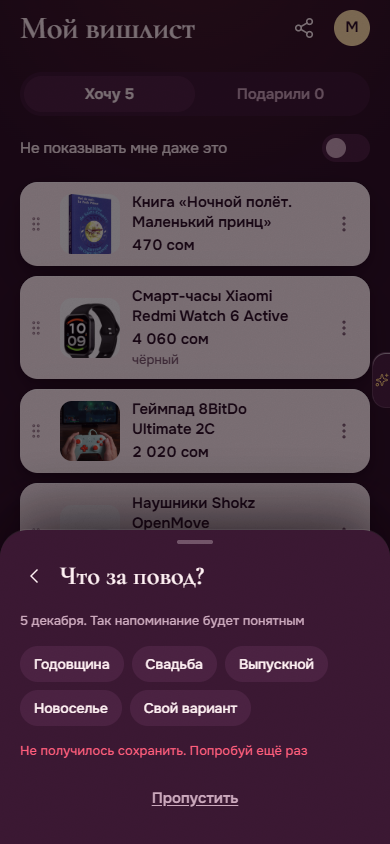 Мой вишлист
М
Хочу 5
Подарили 0
Не показывать мне даже это
Книга «Ночной полёт.
Маленький принц»
470 сом
Смарт-часы Xiaomi
Redmi Watch 6 Active
4 060 сом
чёрный
10
09
Геймпад 8BitDo
Ultimate 2C
2 020 сом
Наушники Shokz
OpenMove
Что за повод?
5 декабря. Так напоминание будет понятным
Годовщина
Свадьба
Выпускной
Новоселье
Свой вариант
Не получилось сохранить. Попробуй ещё раз
Пропустить